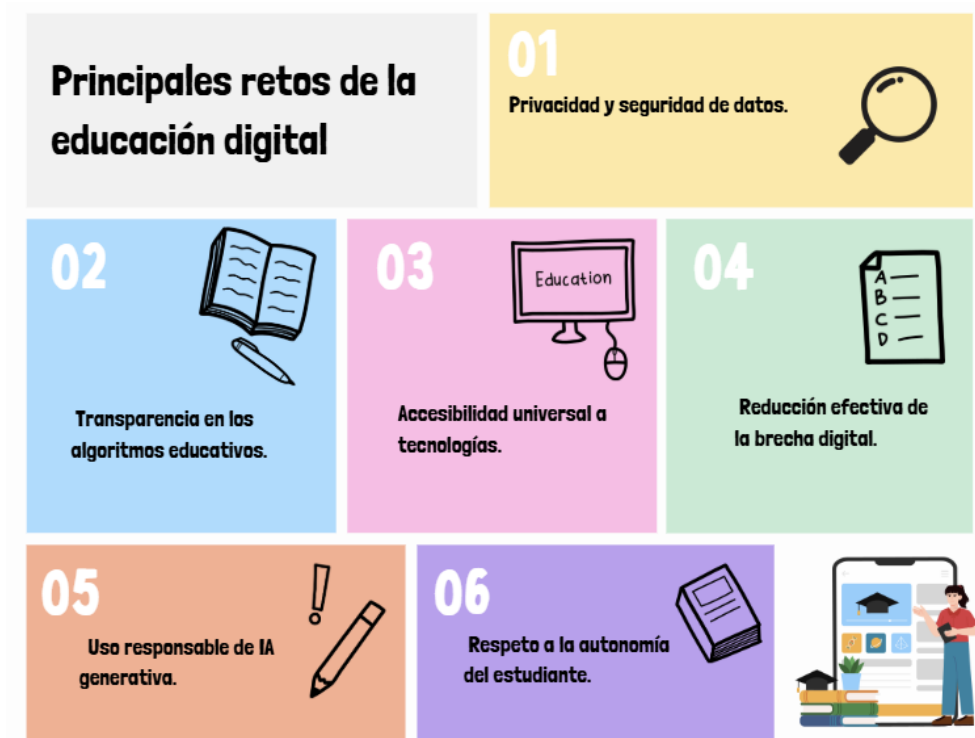 Principales retos de la
educación digital
01
Privacidad y seguridad de datos.
02
Transparencia en los
algoritmos educativos.
03
Education
Accesibilidad universal a
tecnologías.
04
A
B
C
D
Reducción efectiva de
la brecha digital.
05
Uso responsable de IA
generativa.
06
Respeto a la autonomía
del estudiante.